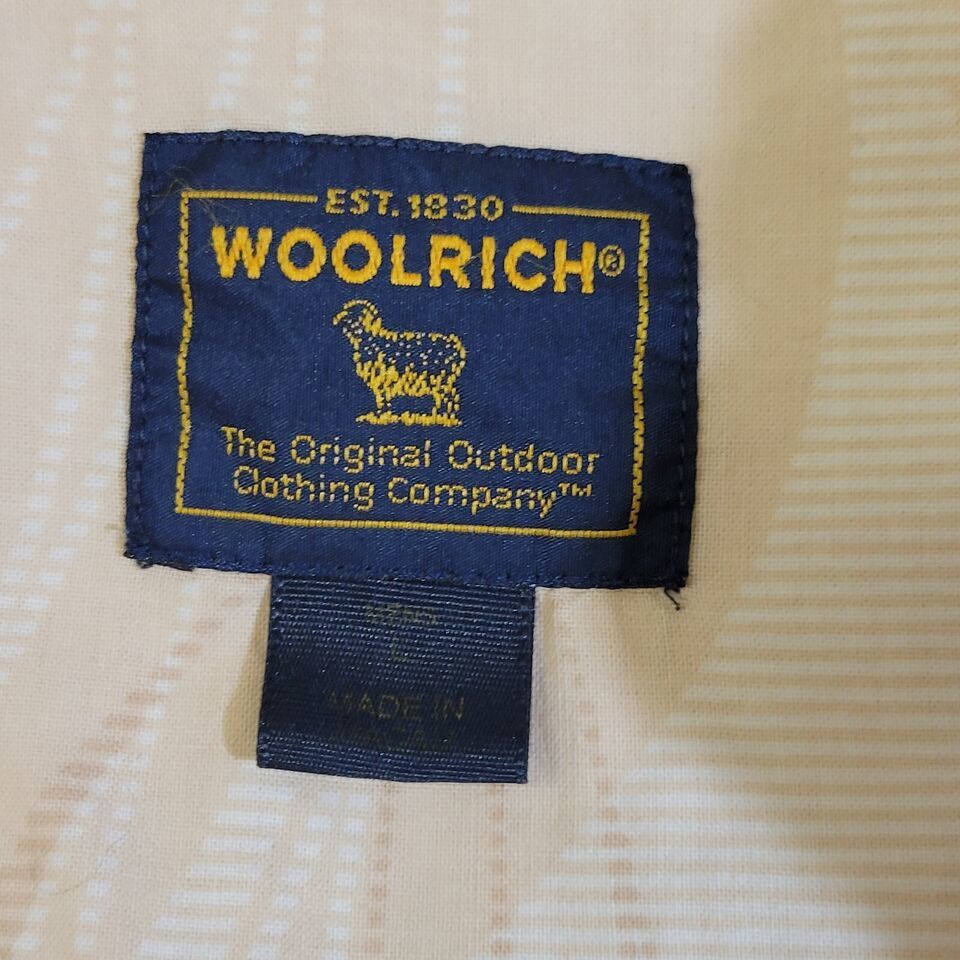 EST. 1830
WOOLRICH®
The Original Outdoor
Clothing Company™
L
MADE IN